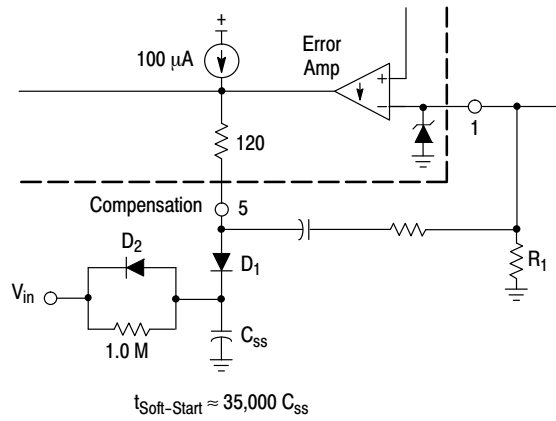 +
100 µA
Error
Amp
+
−
120
1
Compensation
5
D2
D1
R1
Vin
1.0 M
Css
tSoft−Start ≈ 35,000 Css